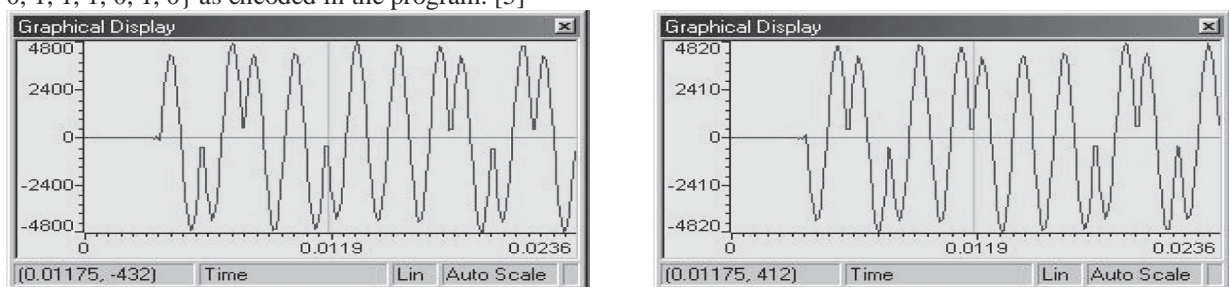 0, 1, 1, 1, 0, 1, 0} as encoded in the program. [5]
Graphical Display
4800
2400
0
-2400
-4800
0 0.0119 0.0236
(0.01175, -432) Time Lin Auto Scale
Graphical Display
4820
2410
0
-2410
-4820
0 0.0119 0.0236
(0.01175, 412) Time Lin Auto Scale